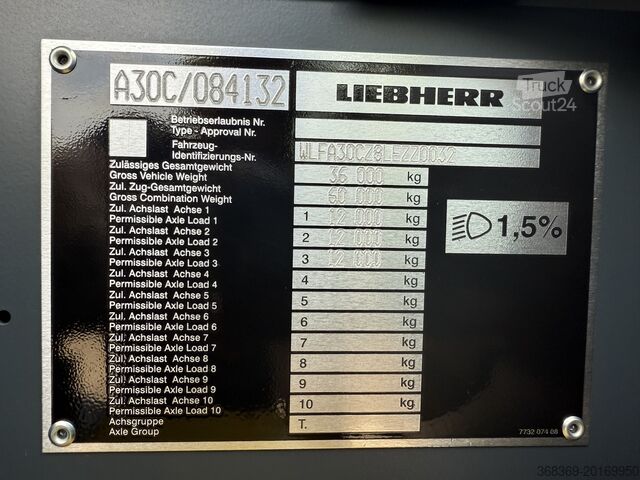 A30C/084132 LIEBHERR
Truck
Scout24
Betriebserlaubnis Nr.
Type - Approval Nr.
Fahrzeug-
Identifizierungs-Nr. WLFA30CZ8LEZZ0032
Zulässiges Gesamtgewicht
Gross Vehicle Weight 36 000 kg
Zul. Zug-Gesamtgewicht
Gross Combination Weight 60 000 kg
Zul. Achslast Achse 1
Permissible Axle Load 1 1 12 000 kg
Zul. Achslast Achse 2
Permissible Axle Load 2 2 12 000 kg
Zul. Achslast Achse 3
Permissible Axle Load 3 3 12 000 kg
Zul. Achslast Achse 4
Permissible Axle Load 4 4 kg
Zul. Achslast Achse 5
Permissible Axle Load 5 5 kg
Zul. Achslast Achse 6
Permissible Axle Load 6 6 kg
Zul. Achslast Achse 7
Permissible Axle Load 7 7 kg
Zul. Achslast Achse 8
Permissible Axle Load 8 8 kg
Zul. Achslast Achse 9
Permissible Axle Load 9 9 kg
Zul. Achslast Achse 10
Permissible Axle Load 10 10 kg
Achsgruppe
Axle Group T.
1,5%
7732 074 08
368369-20169950